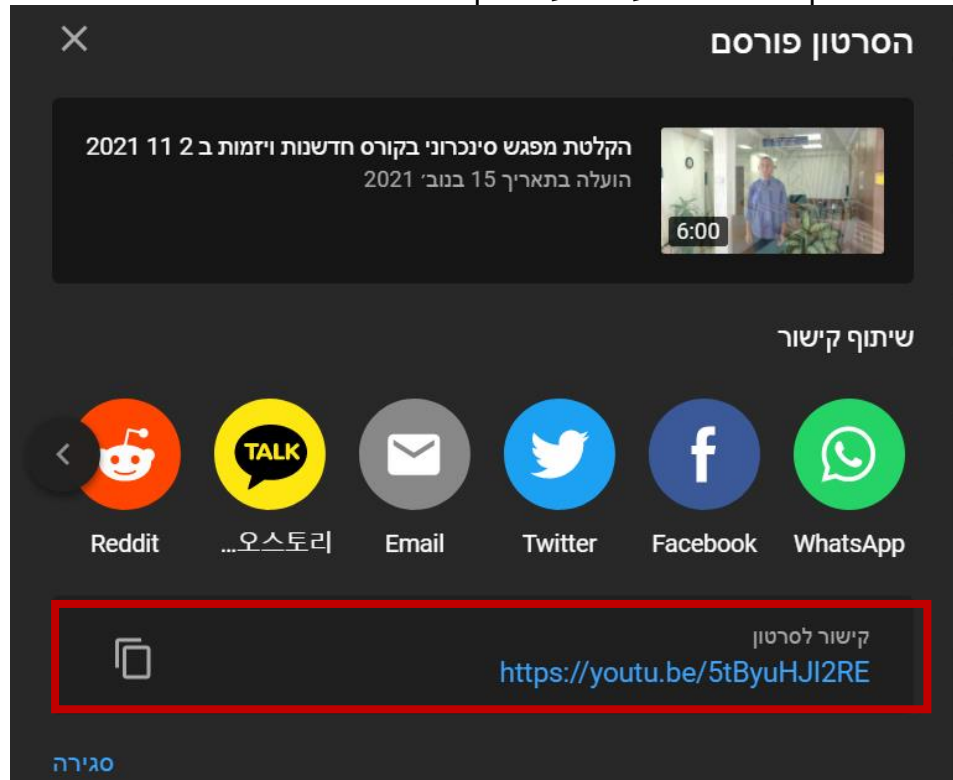 הסרטון פורסם
הקלטת מפגש סינכרוני בקורס חדשנות ויזמות ב 2 11 2021
הועלה בתאריך 15 בנוב׳ 2021
6:00
שיתוף קישור
TALK
WhatsApp
Facebook
Twitter
Email
오스토리...
Reddit
קישור לסרטון
https://youtu.be/5tByuHJI2RE
סגירה